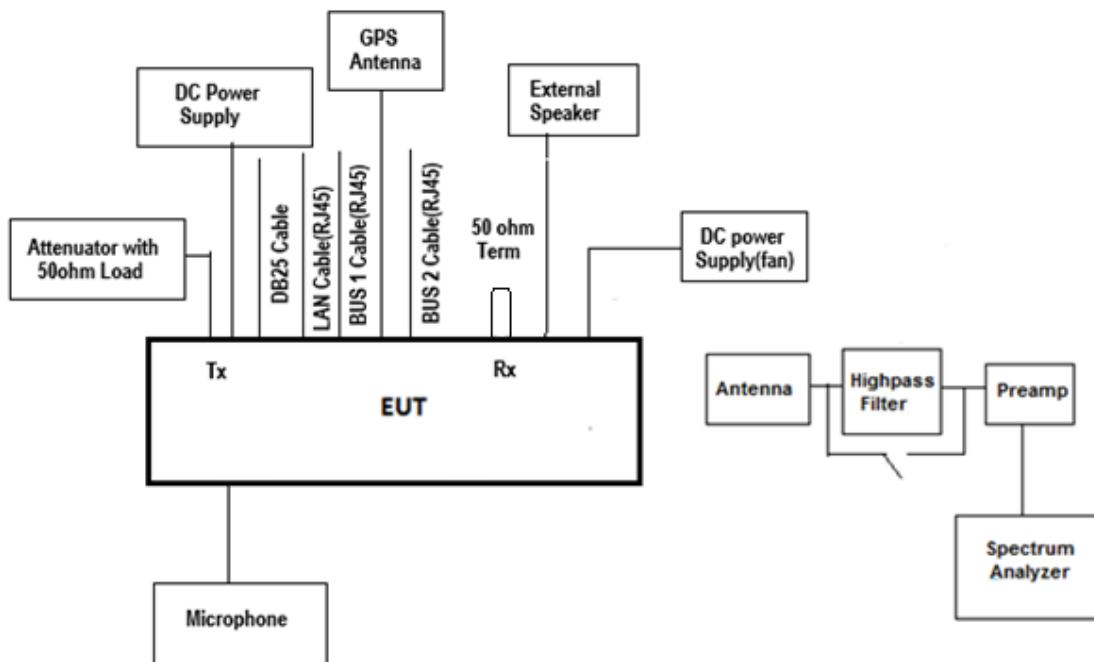 GPS
Antenna
DC Power
Supply
External
Speaker
Attenuator with
50ohm Load
DB25 Cable
LAN Cable(RJ45)
BUS 1 Cable(RJ45)
BUS 2 Cable(RJ45)
50 ohm
Term
DC power
Supply(fan)
Tx
Rx
EUT
Antenna
Highpass
Filter
Preamp
Spectrum
Analyzer
Microphone